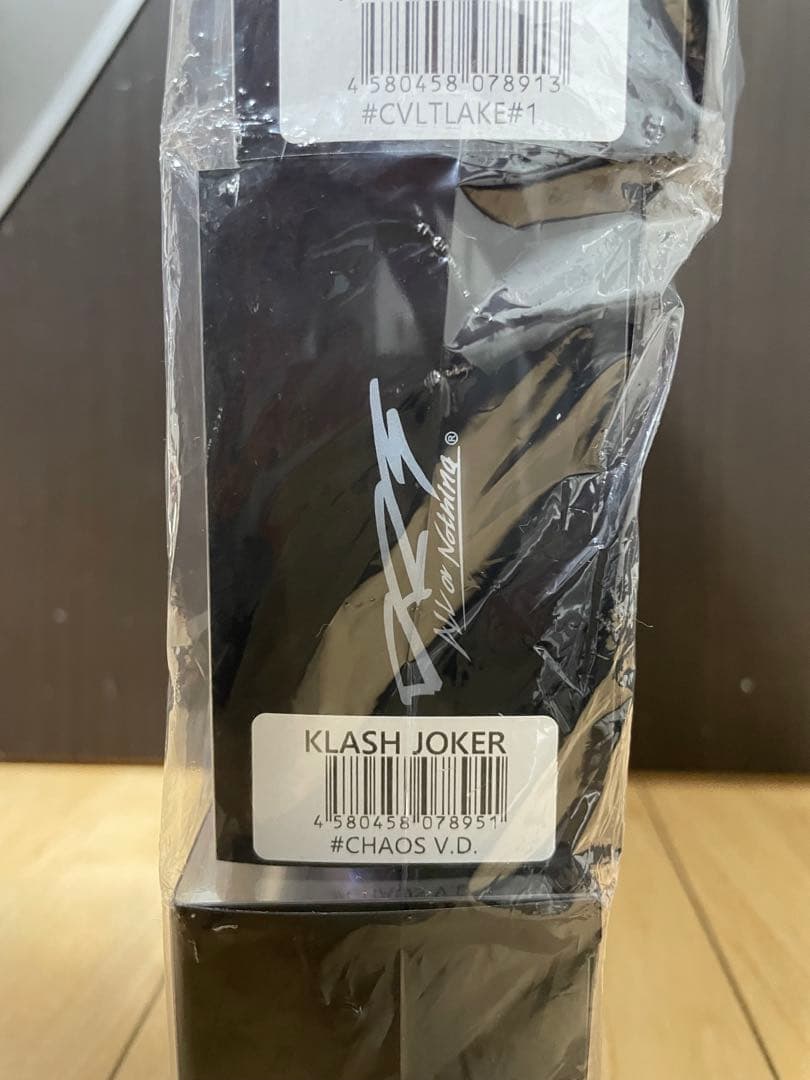 4 580458 078913
#CVLTLAKE#1
All or Nothing®
KLASH JOKER
4 580458 078951
#CHAOS V.D.